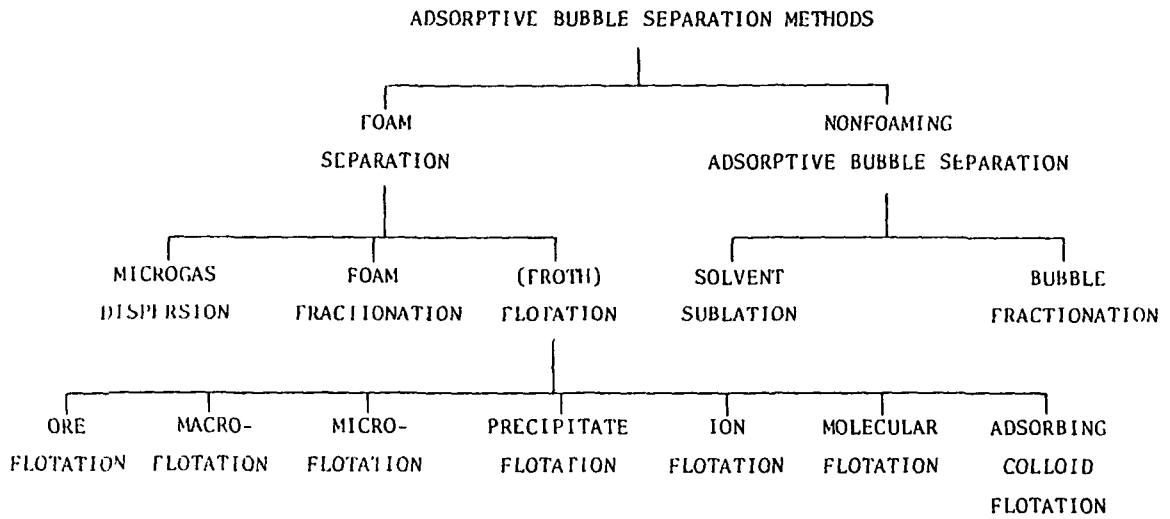 ADSORPTIVE BUBBLE SEPARATION METHODS
FOAM
SEPARATION
NONFOAMING
ADSORPTIVE BUBBLE SEPARATION
MICROGAS
DISPERSION
FOAM
FRACTIONATION
(FROTH)
FLOTATION
SOLVENT
SUBLATION
BUBBLE
FRACTIONATION
ORE
FLOTATION
MACRO-
FLOTATION
MICRO-
FLOTATION
PRECIPITATE
FLOTATION
ION
FLOTATION
MOLECULAR
FLOTATION
ADSORBING
COLLOID
FLOTATION